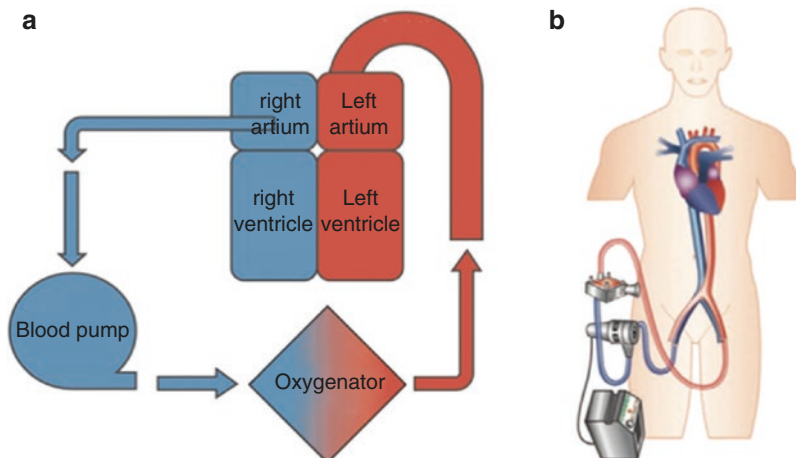 a
b
right
artium
Left
artium
right
ventricle
Left
ventricle
Blood pump
Oxygenator